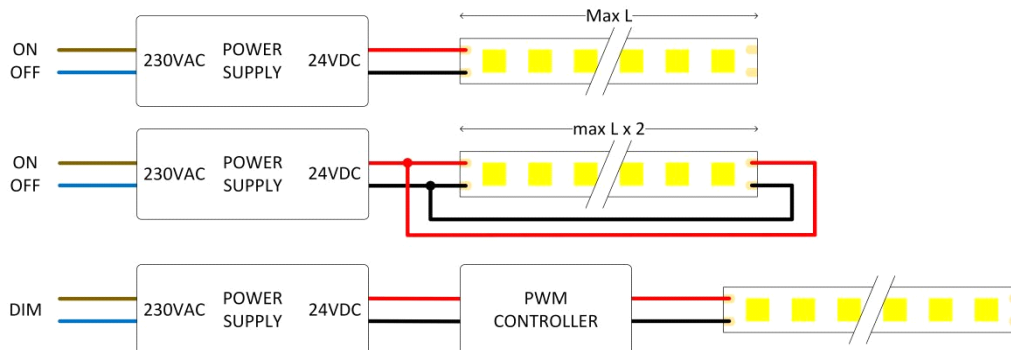 Max L
ON
OFF
230VAC
POWER
SUPPLY
24VDC
max L x 2
ON
OFF
230VAC
POWER
SUPPLY
24VDC
DIM
230VAC
POWER
SUPPLY
24VDC
PWM
CONTROLLER